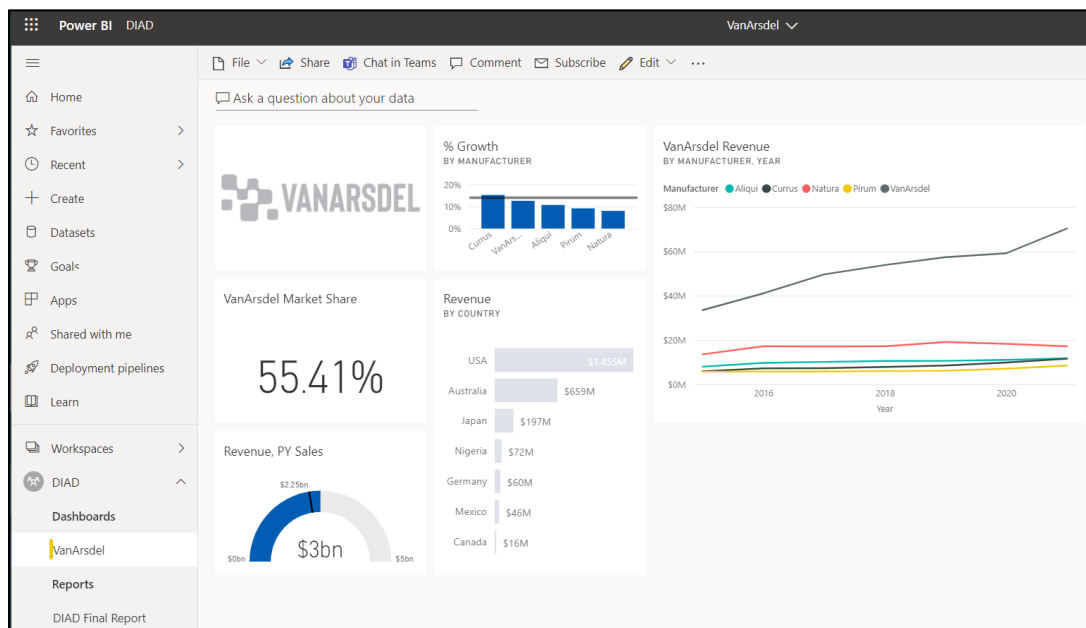 Power BI DIAD
VanArsdel
File Share Chat in Teams Comment Subscribe Edit ...
Ask a question about your data
Home
Favorites
Recent
Create
Datasets
Goals
Apps
Shared with me
Deployment pipelines
Learn
Workspaces
DIAD
Dashboards
VanArsdel
Reports
DIAD Final Report
VANARSDEL
% Growth
BY MANUFACTURER
20%
10%
0%
Currus VanArs... Aliqui Pirum Natura
VanArsdel Revenue
BY MANUFACTURER, YEAR
Manufacturer Aliqui Currus Natura Pirum VanArsdel
$80M
$60M
$40M
$20M
$0M
2016 2018 2020
Year
VanArsdel Market Share
55.41%
Revenue
BY COUNTRY
USA $1,455M
Australia $659M
Japan $197M
Nigeria $72M
Germany $60M
Mexico $46M
Canada $16M
Revenue, PY Sales
$2.25bn
$3bn
$0bn $5bn